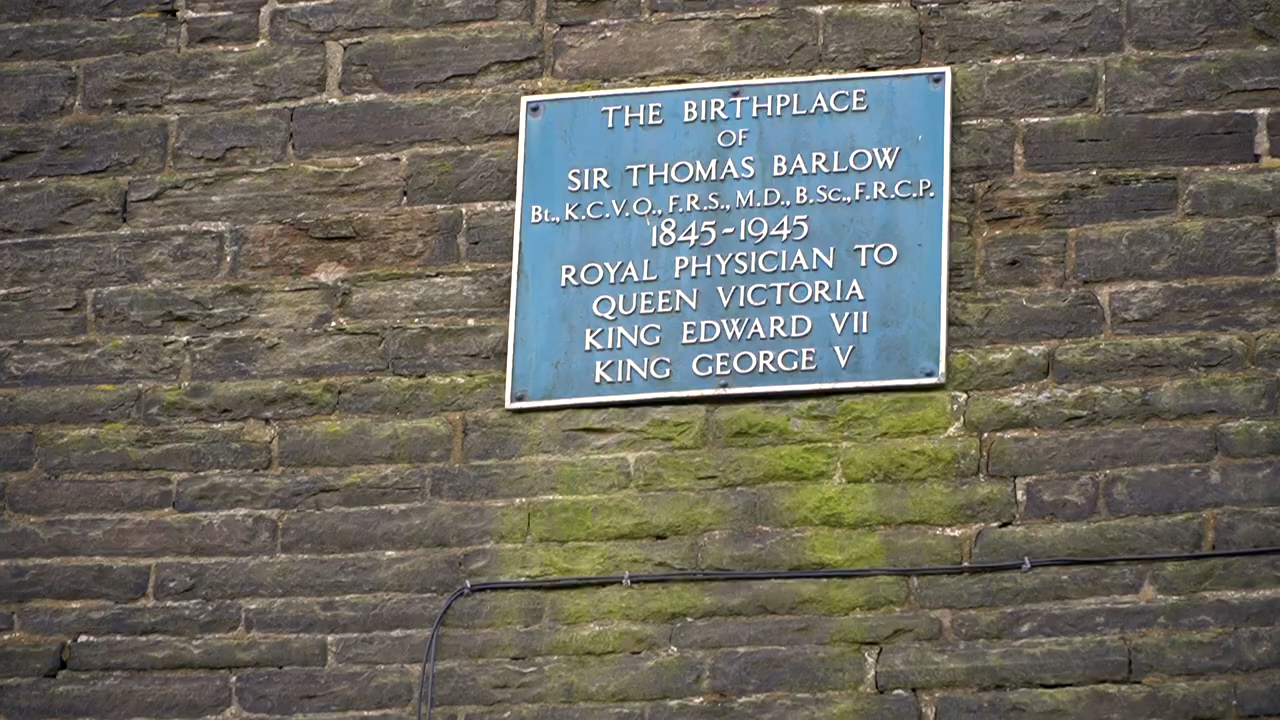 THE BIRTHPLACE
OF
SIR THOMAS BARLOW
Bt., K.C.V.O., F.R.S., M.D., B.Sc., F.R.C.P.
1845-1945
ROYAL PHYSICIAN TO
QUEEN VICTORIA
KING EDWARD VII
KING GEORGE V